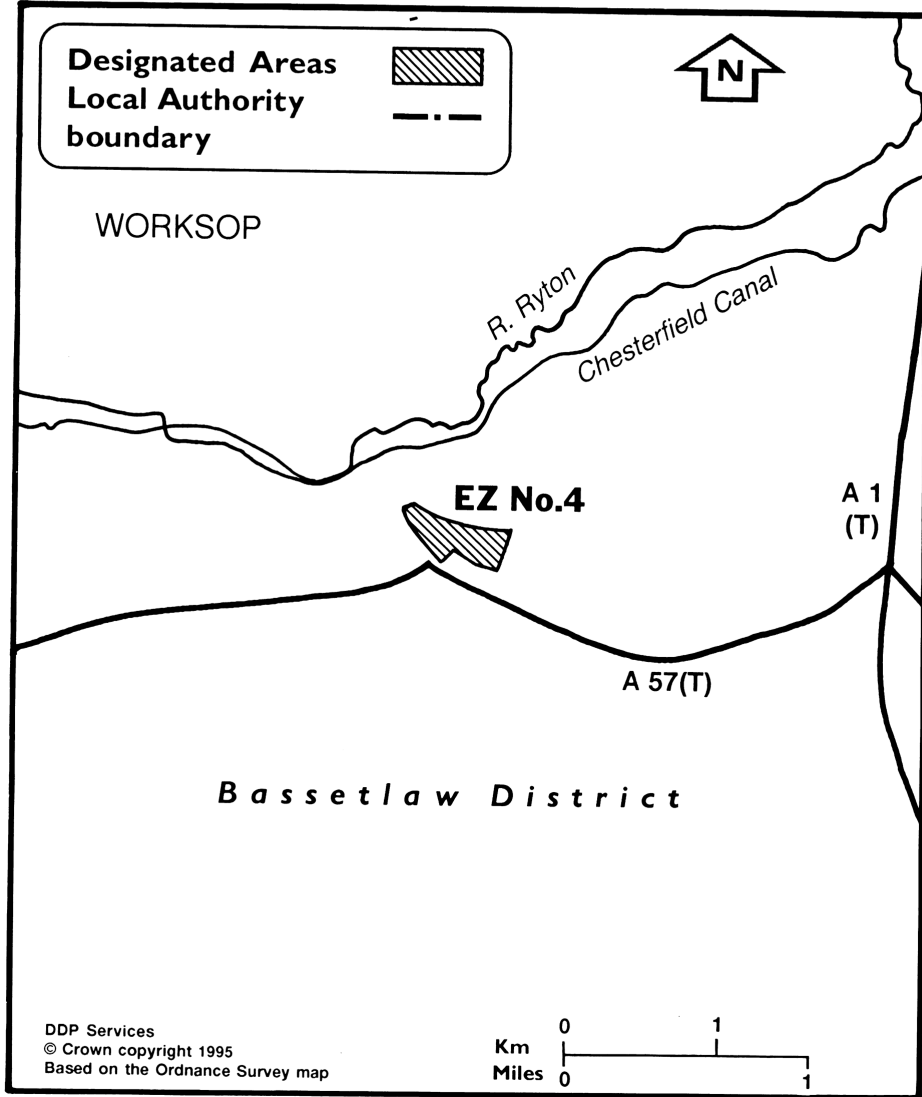 Designated Areas
Local Authority
boundary
N
WORKSOP
R. Ryton
Chesterfield Canal
EZ No.4
A 1
(T)
A 57(T)
Bassetlaw District
DDP Services
© Crown copyright 1995
Based on the Ordnance Survey map
0 1
Km
Miles 0 1